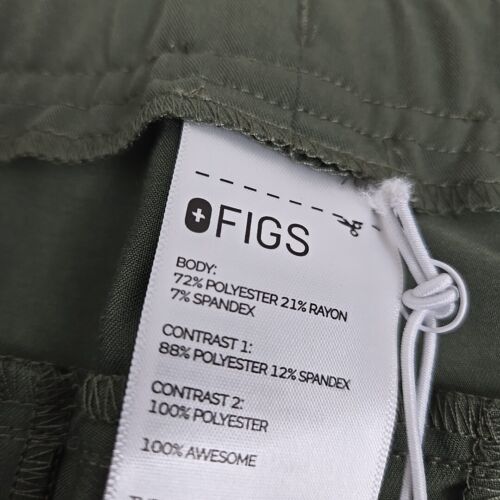 FIGS
BODY:
72% POLYESTER 21% RAYON
7% SPANDEX
CONTRAST 1:
88% POLYESTER 12% SPANDEX
CONTRAST 2:
100% POLYESTER
100% AWESOME